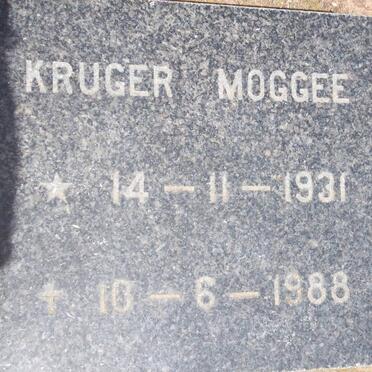 KRUGER MOGGEE
★ 14 – 11 – 1931
✝ 10 – 6 – 1988